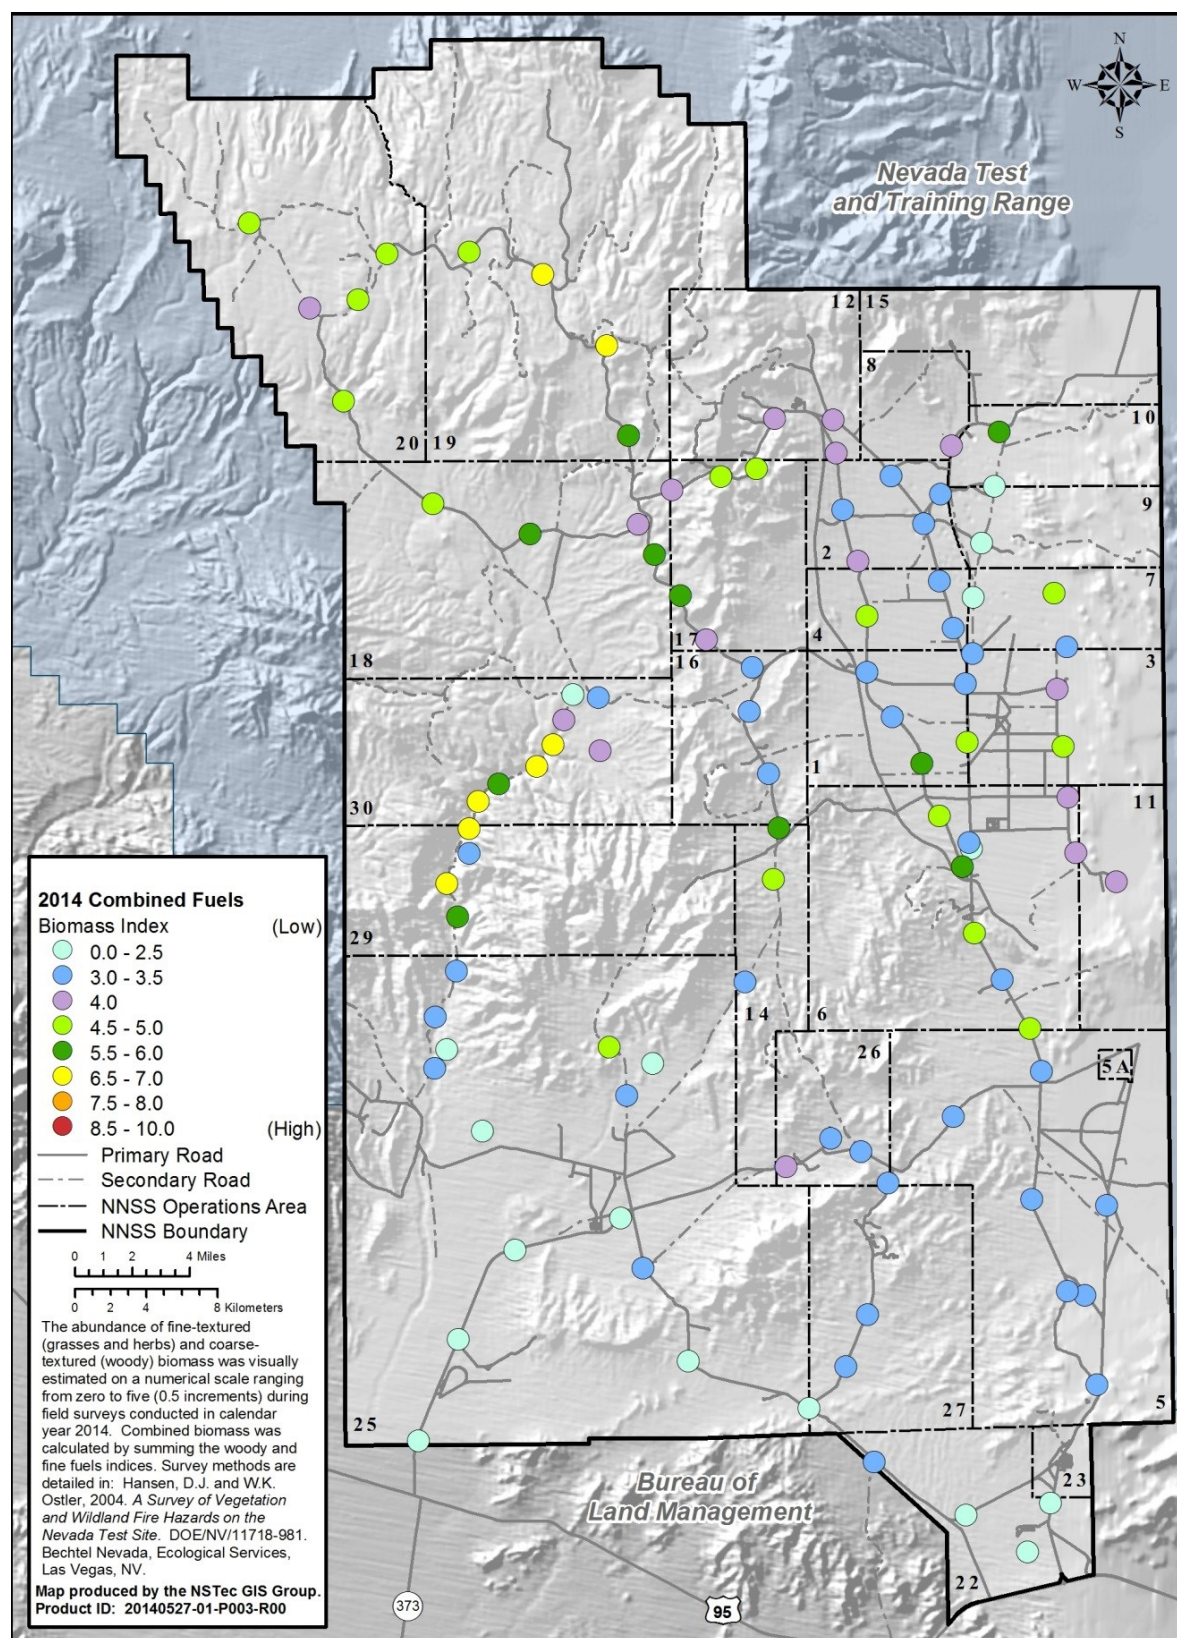 N
W E
S
Nevada Test
and Training Range
12 15
8
10
20 19
9
2
7
17 4
18 16 3
1
30 11
29
14 6
26
5A
25 27 5
23
22
Bureau of
Land Management
373
95
2014 Combined Fuels
Biomass Index (Low)
0.0 - 2.5
3.0 - 3.5
4.0
4.5 - 5.0
5.5 - 6.0
6.5 - 7.0
7.5 - 8.0
8.5 - 10.0 (High)
Primary Road
Secondary Road
NNSS Operations Area
NNSS Boundary
0 1 2 4 Miles
0 2 4 8 Kilometers
The abundance of fine-textured
(grasses and herbs) and coarse-
textured (woody) biomass was visually
estimated on a numerical scale ranging
from zero to five (0.5 increments) during
field surveys conducted in calendar
year 2014. Combined biomass was
calculated by summing the woody and
fine fuels indices. Survey methods are
detailed in: Hansen, D.J. and W.K.
Ostler, 2004. A Survey of Vegetation
and Wildland Fire Hazards on the
Nevada Test Site. DOE/NV/11718-981.
Bechtel Nevada, Ecological Services,
Las Vegas, NV.
Map produced by the NSTec GIS Group.
Product ID: 20140527-01-P003-R00